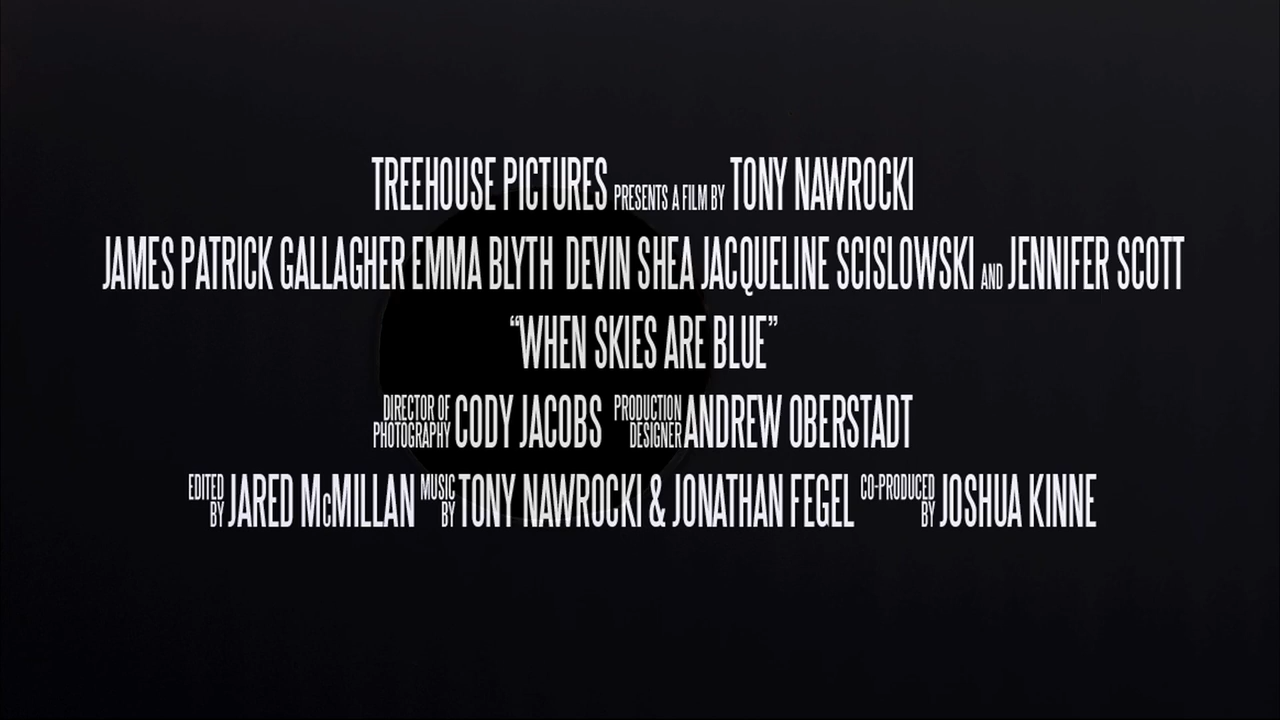 TREEHOUSE PICTURES PRESENTS A FILM BY TONY NAWROCKI
JAMES PATRICK GALLAGHER EMMA BLYTH DEVIN SHEA JACQUELINE SCISLOWSKI AND JENNIFER SCOTT
“WHEN SKIES ARE BLUE”
DIRECTOR OF PHOTOGRAPHY CODY JACOBS PRODUCTION DESIGNER ANDREW OBERSTADT
EDITED BY JARED McMILLAN MUSIC BY TONY NAWROCKI & JONATHAN FEGEL CO-PRODUCED BY JOSHUA KINNE